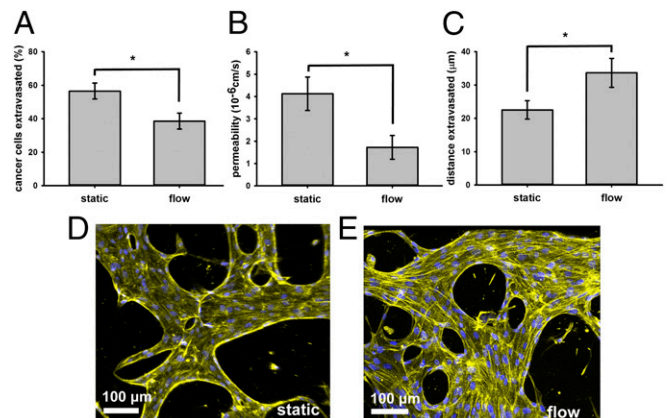 A
cancer cells extravasated (%)
80
60
40
20
0
*
static
flow
B
permeability (10⁻⁶cm/s)
6
5
4
3
2
1
0
*
static
flow
C
distance extravasated (μm)
50
40
30
20
10
0
*
static
flow
D
100 μm
static
E
100 μm
flow